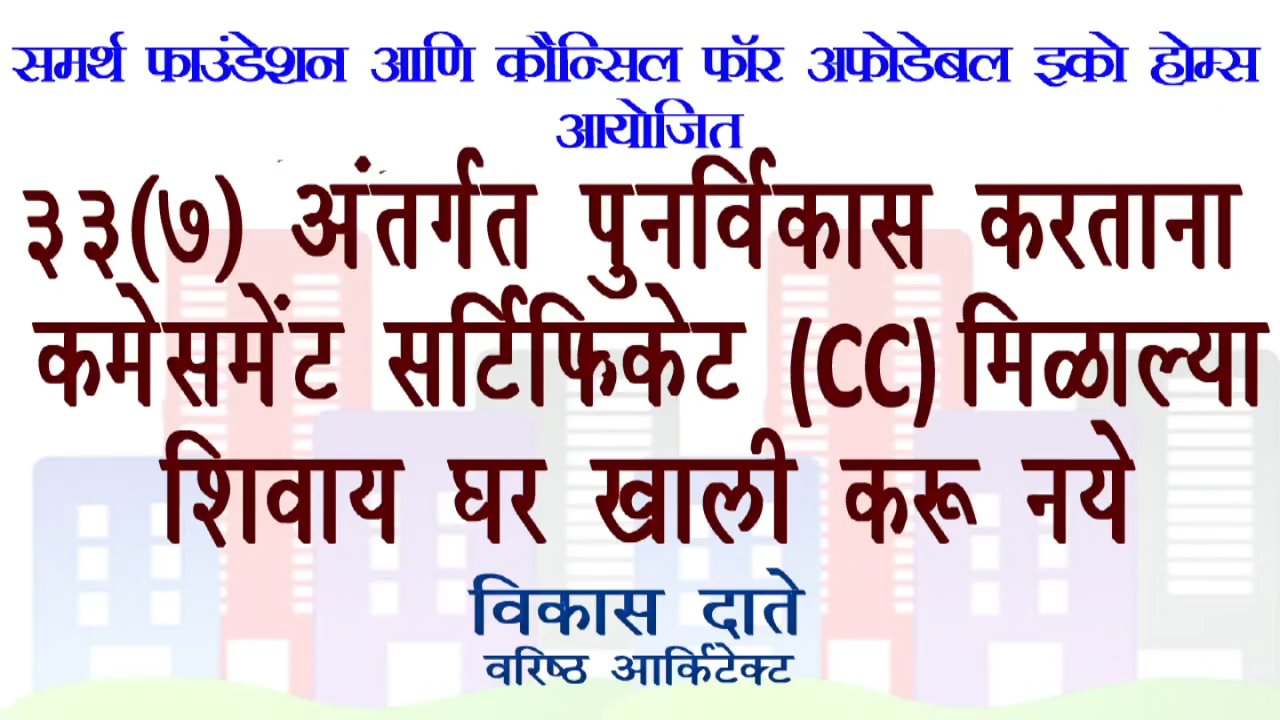 समर्थ फाउंडेशन आणि कौन्सिल फॉर अफोडेबल इको होम्स
आयोजित
३३(७) अंतर्गत पुनर्विकास करताना
कमेसमेंट सर्टिफिकेट (CC) मिळाल्या
शिवाय घर खाली करू नये
विकास दाते
वरिष्ठ आर्किटेक्ट